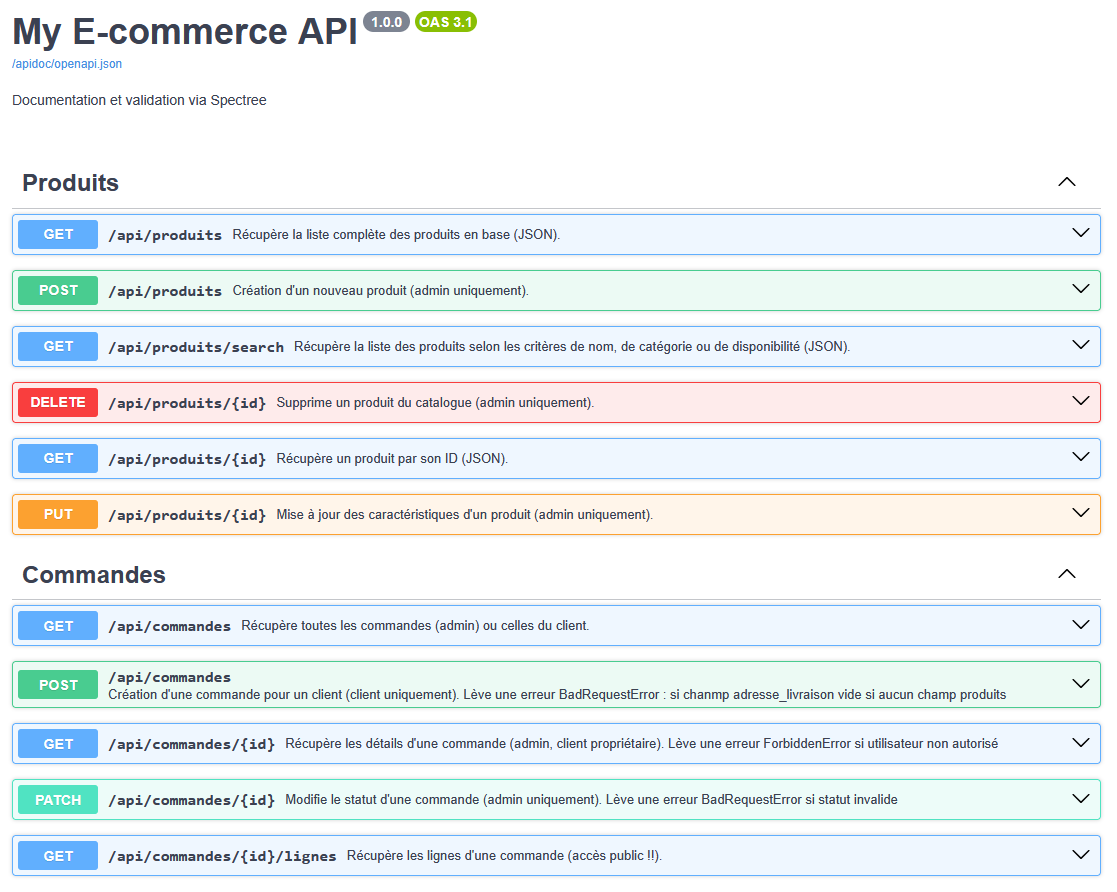 My E-commerce API 1.0.0 OAS 3.1
/apidoc/openapi.json
Documentation et validation via Spectree
Produits
GET /api/produits Récupère la liste complète des produits en base (JSON).
POST /api/produits Création d'un nouveau produit (admin uniquement).
GET /api/produits/search Récupère la liste des produits selon les critères de nom, de catégorie ou de disponibilité (JSON).
DELETE /api/produits/{id} Supprime un produit du catalogue (admin uniquement).
GET /api/produits/{id} Récupère un produit par son ID (JSON).
PUT /api/produits/{id} Mise à jour des caractéristiques d'un produit (admin uniquement).
Commandes
GET /api/commandes Récupère toutes les commandes (admin) ou celles du client.
POST /api/commandes
Création d'une commande pour un client (client uniquement). Lève une erreur BadRequestError : si chanmp adresse_livraison vide si aucun champ produits
GET /api/commandes/{id} Récupère les détails d'une commande (admin, client propriétaire). Lève une erreur ForbiddenError si utilisateur non autorisé
PATCH /api/commandes/{id} Modifie le statut d'une commande (admin uniquement). Lève une erreur BadRequestError si statut invalide
GET /api/commandes/{id}/lignes Récupère les lignes d'une commande (accès public !!).